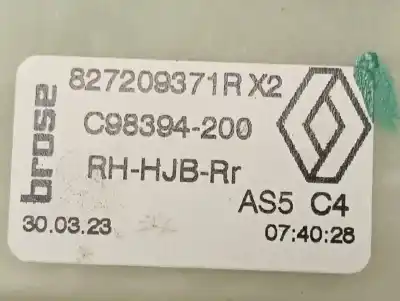 827209371R X2
C98394-200
RH-HJB-Rr
AS5 C4
brose
30.03.23
07:40:28